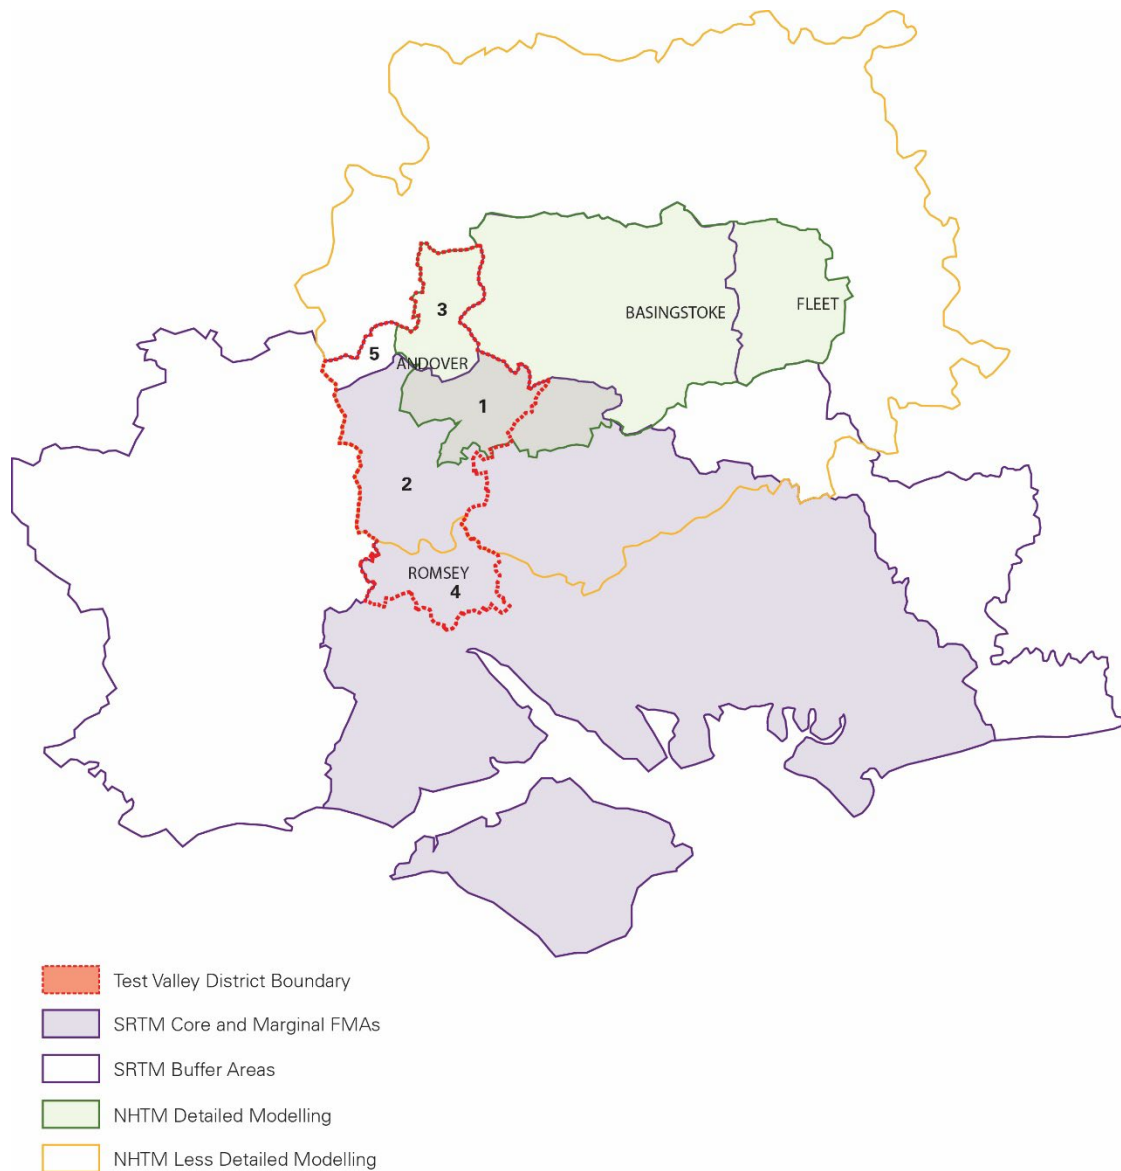 BASINGSTOKE
FLEET
3
5
ANDOVER
1
2
ROMSEY
4
Test Valley District Boundary
SRTM Core and Marginal FMAs
SRTM Buffer Areas
NHTM Detailed Modelling
NHTM Less Detailed Modelling